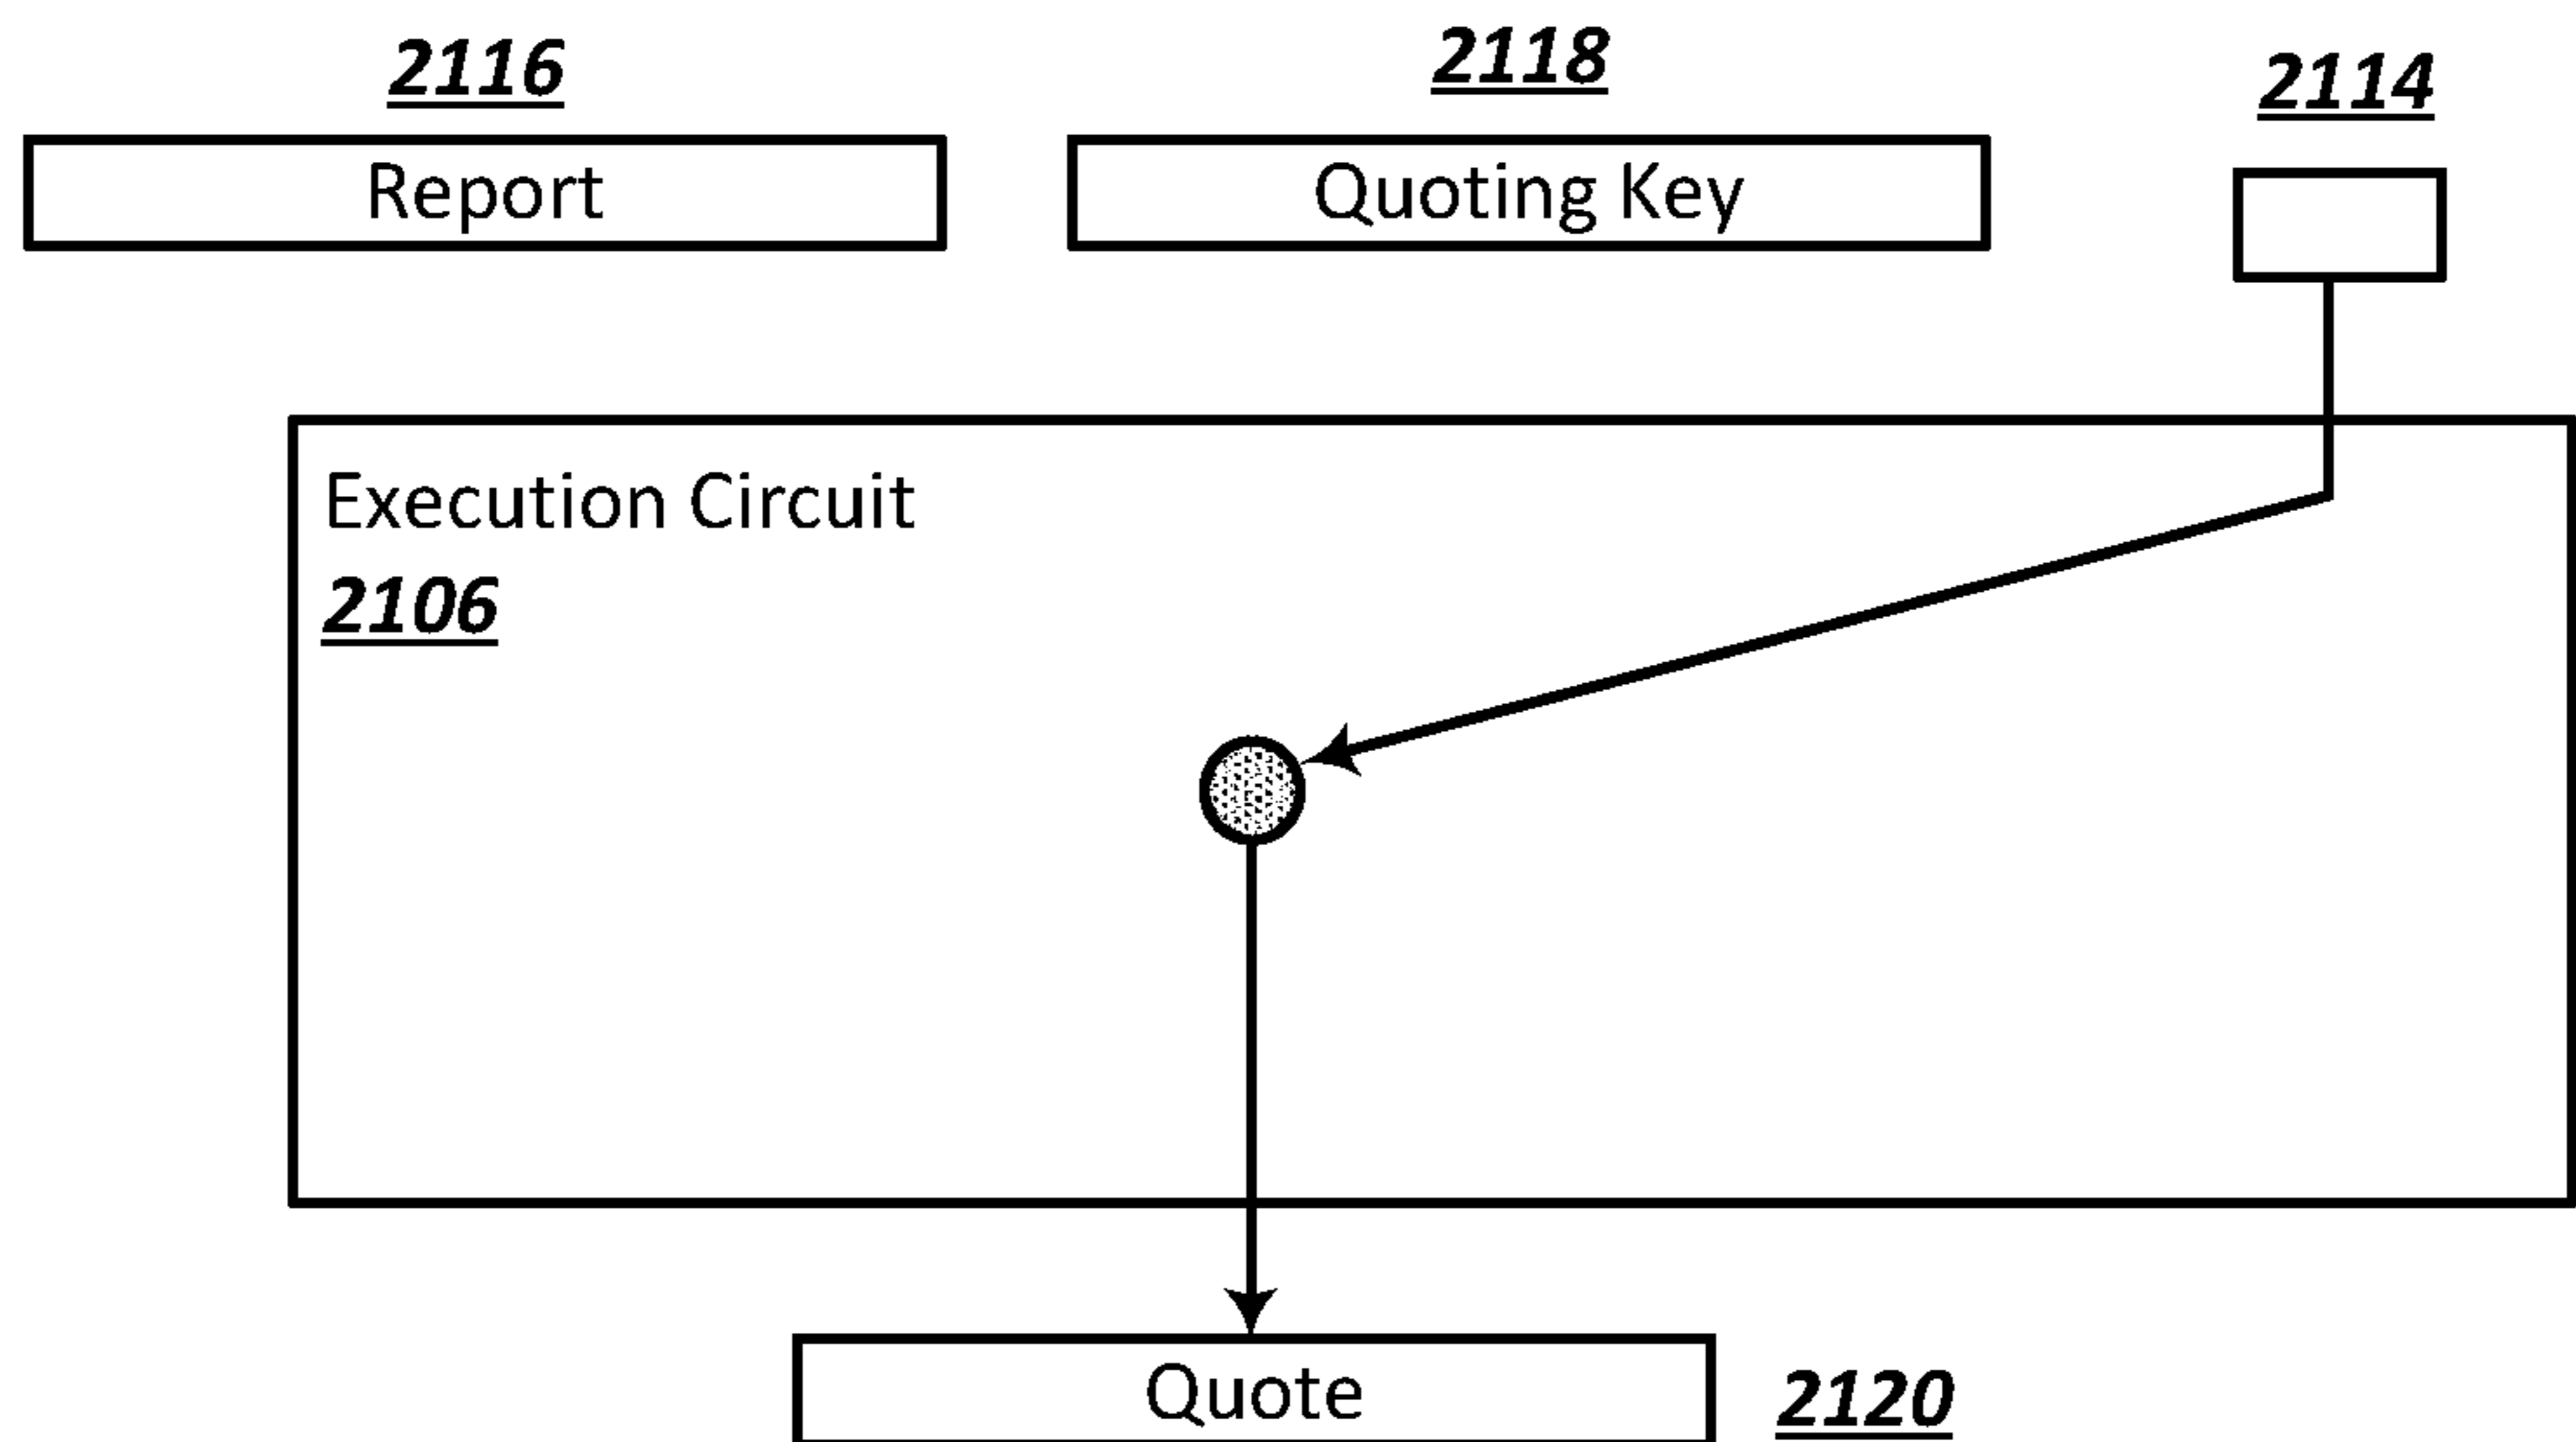 2116
2118
2114
Report
Quoting Key
Execution Circuit
2106
Quote
2120